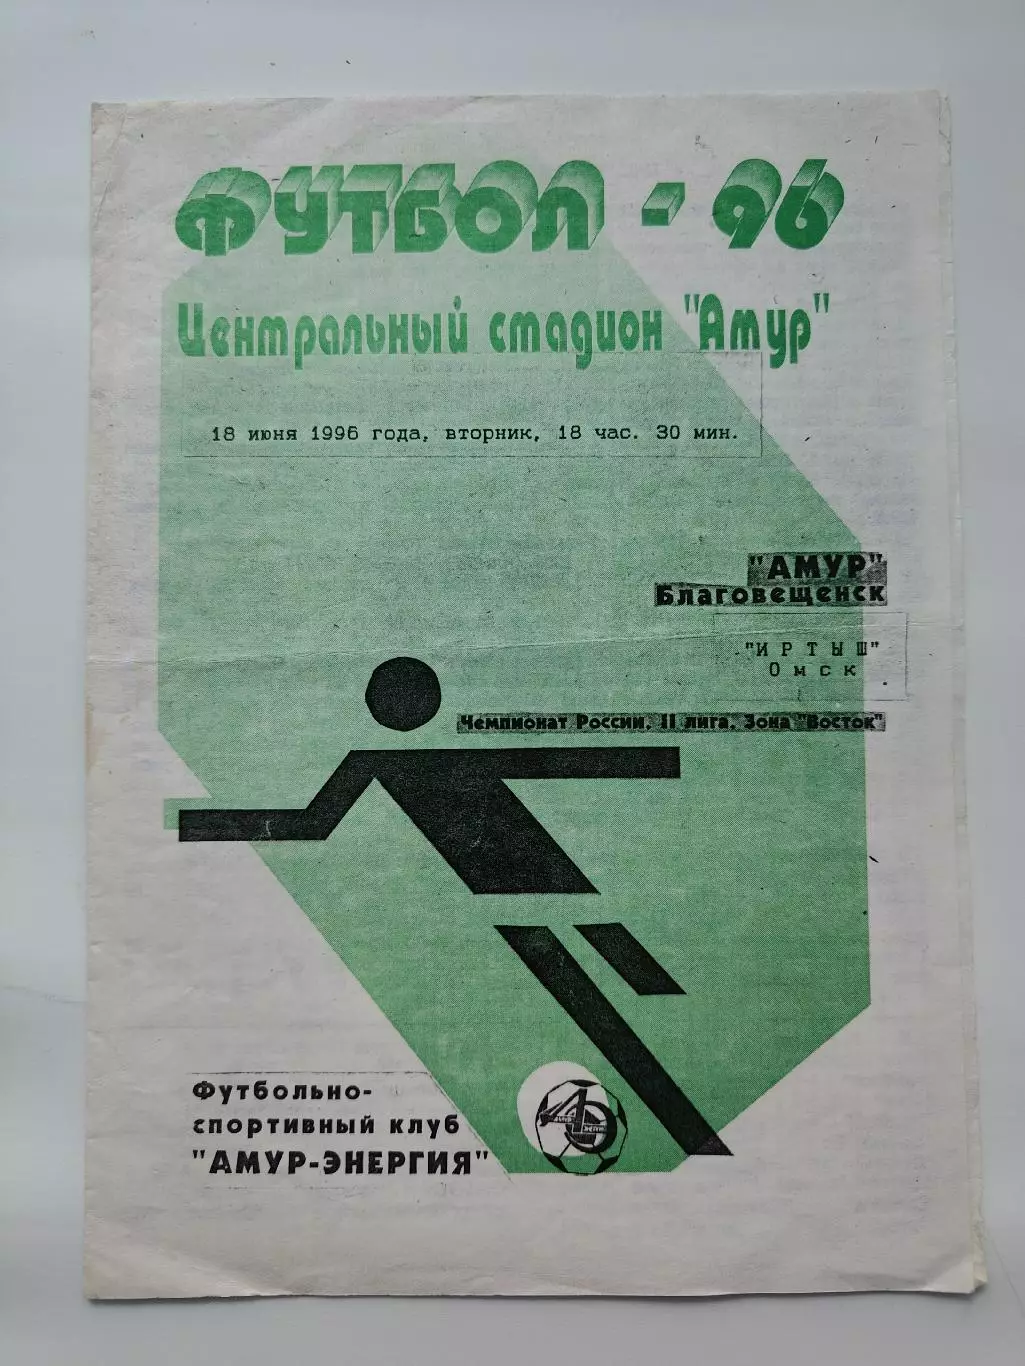 ФУТБОЛ - 96
Центральный стадион "Амур"
18 июня 1996 года, вторник, 18 час. 30 мин.
"АМУР"
Благовещенск
"ИРТЫШ"
Омск
Чемпионат России, II лига, Зона "Восток"
Футбольно-
спортивный клуб
"АМУР-ЭНЕРГИЯ"